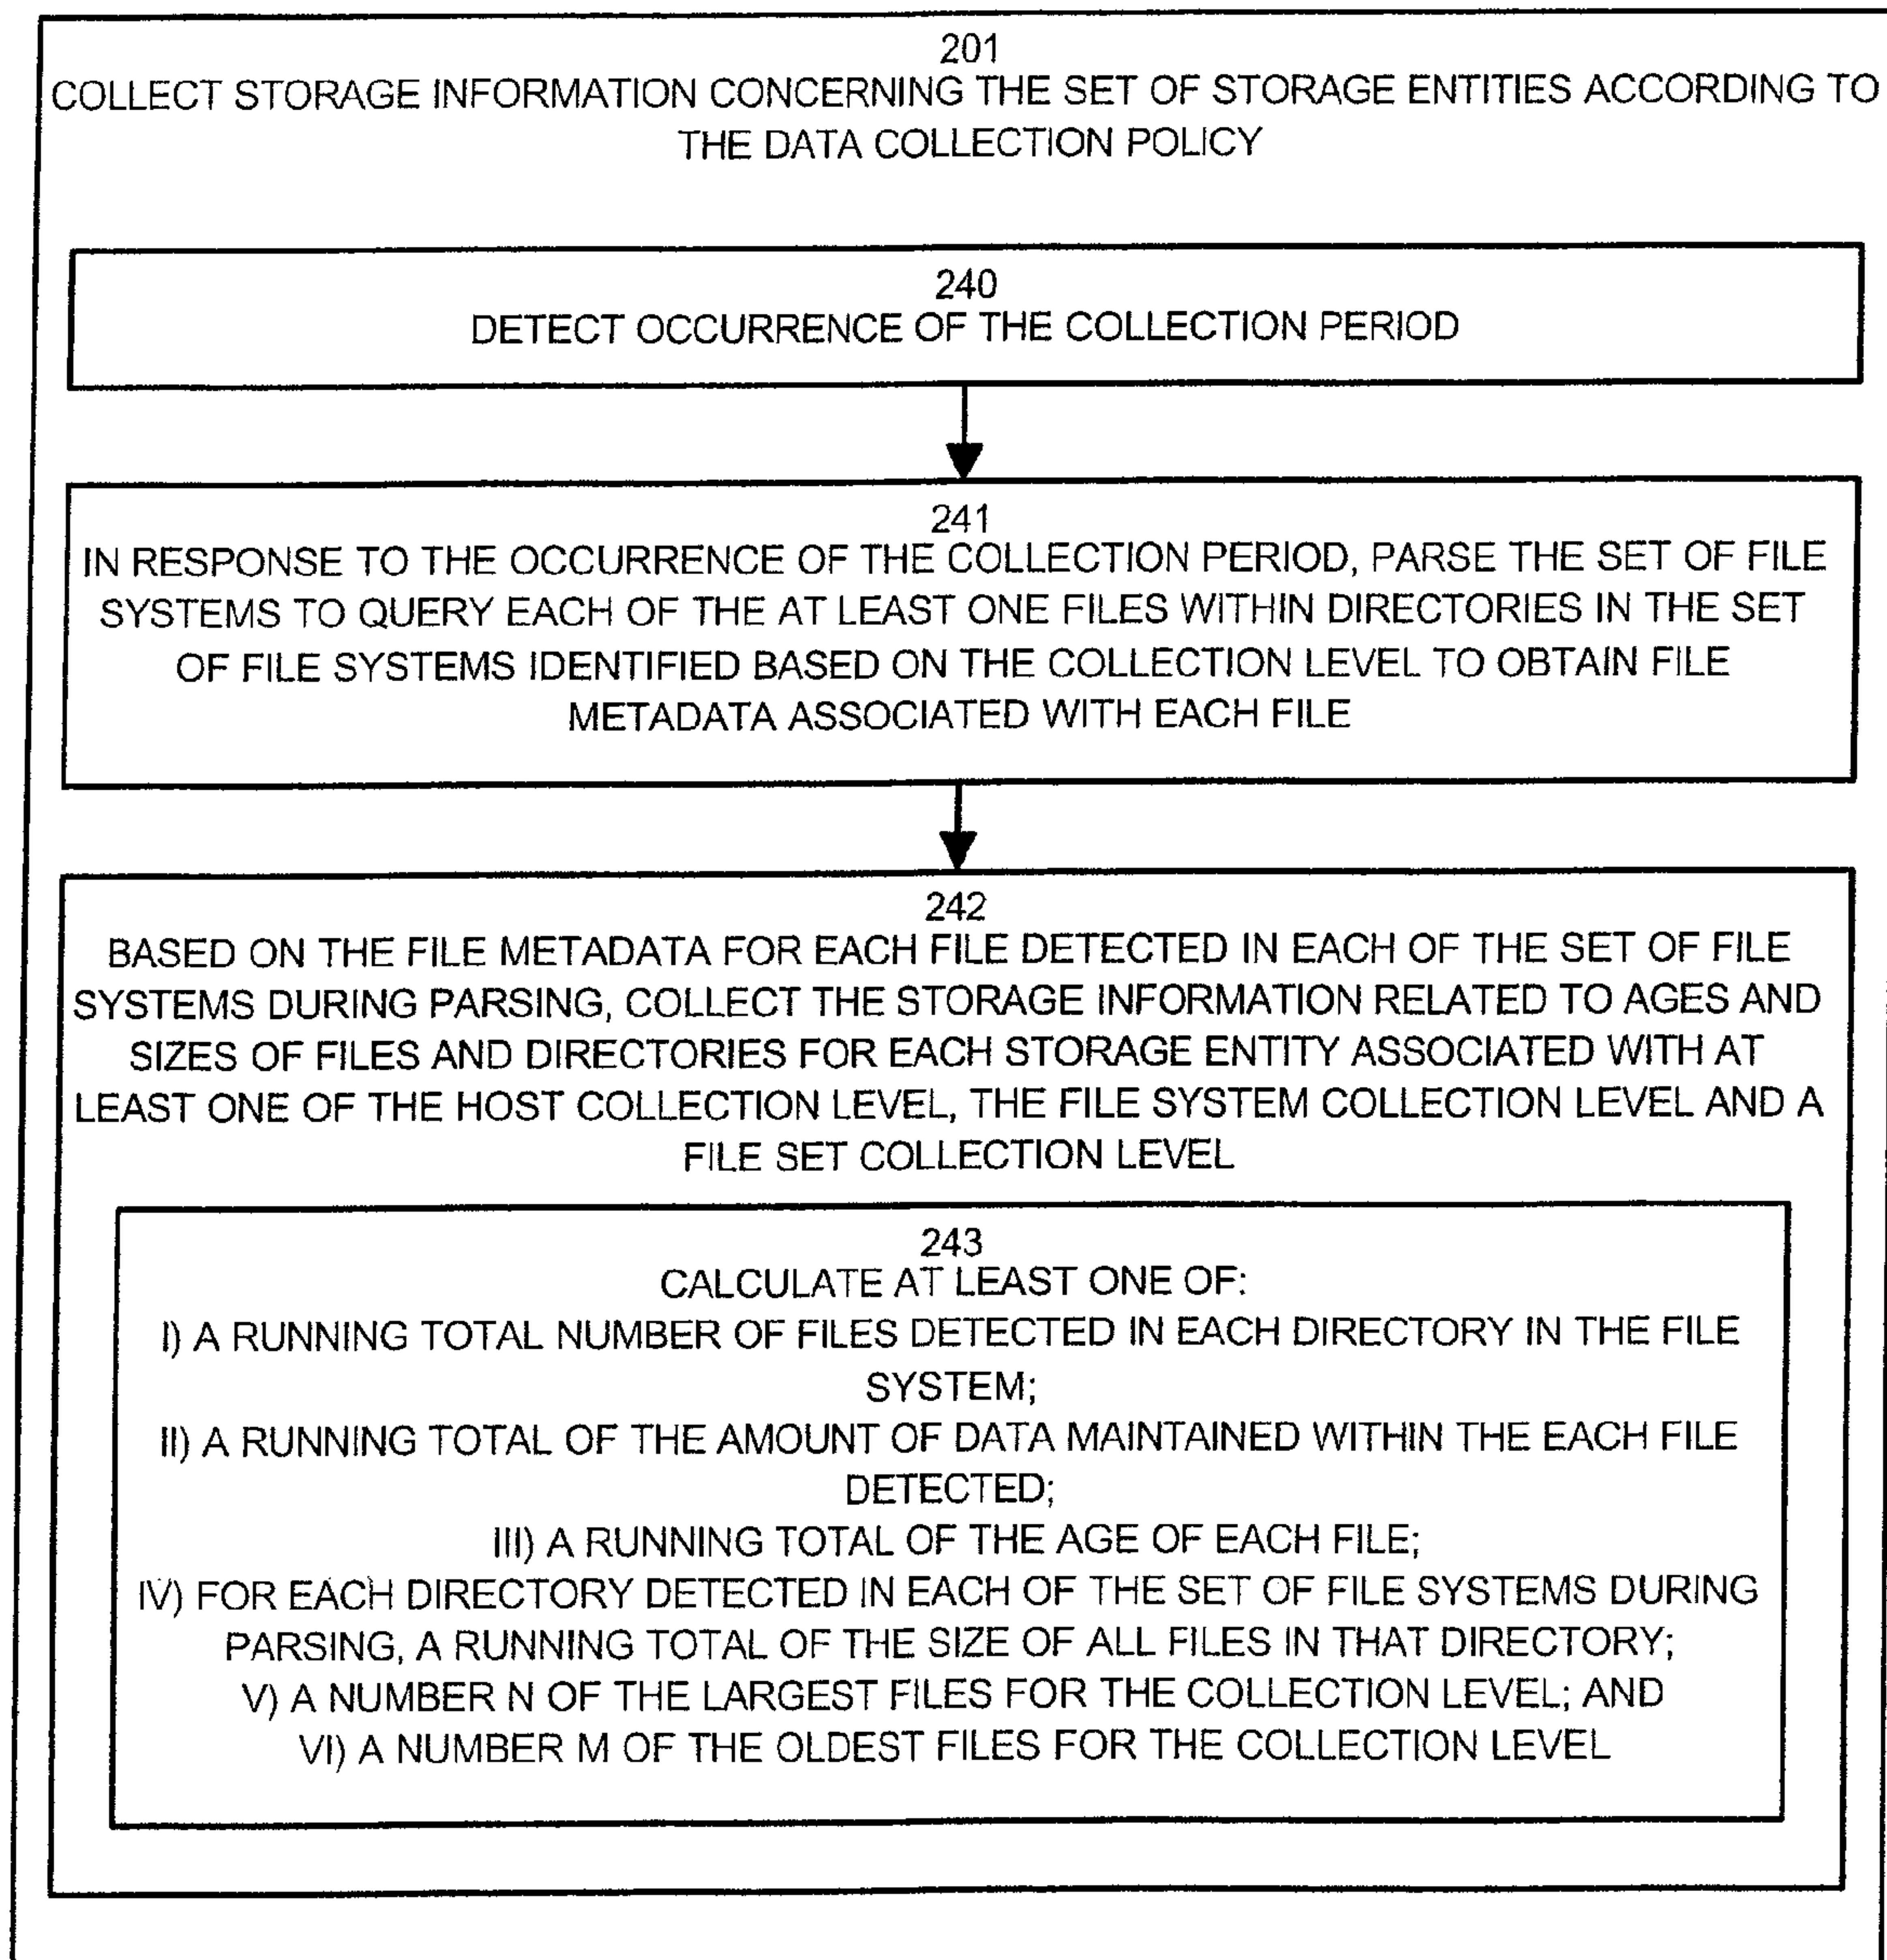 201
COLLECT STORAGE INFORMATION CONCERNING THE SET OF STORAGE ENTITIES ACCORDING TO
THE DATA COLLECTION POLICY
240
DETECT OCCURRENCE OF THE COLLECTION PERIOD
241
IN RESPONSE TO THE OCCURRENCE OF THE COLLECTION PERIOD, PARSE THE SET OF FILE
SYSTEMS TO QUERY EACH OF THE AT LEAST ONE FILES WITHIN DIRECTORIES IN THE SET
OF FILE SYSTEMS IDENTIFIED BASED ON THE COLLECTION LEVEL TO OBTAIN FILE
METADATA ASSOCIATED WITH EACH FILE
242
BASED ON THE FILE METADATA FOR EACH FILE DETECTED IN EACH OF THE SET OF FILE
SYSTEMS DURING PARSING, COLLECT THE STORAGE INFORMATION RELATED TO AGES AND
SIZES OF FILES AND DIRECTORIES FOR EACH STORAGE ENTITY ASSOCIATED WITH AT
LEAST ONE OF THE HOST COLLECTION LEVEL, THE FILE SYSTEM COLLECTION LEVEL AND A
FILE SET COLLECTION LEVEL
243
CALCULATE AT LEAST ONE OF:
I) A RUNNING TOTAL NUMBER OF FILES DETECTED IN EACH DIRECTORY IN THE FILE
SYSTEM;
II) A RUNNING TOTAL OF THE AMOUNT OF DATA MAINTAINED WITHIN THE EACH FILE
DETECTED;
III) A RUNNING TOTAL OF THE AGE OF EACH FILE;
IV) FOR EACH DIRECTORY DETECTED IN EACH OF THE SET OF FILE SYSTEMS DURING
PARSING, A RUNNING TOTAL OF THE SIZE OF ALL FILES IN THAT DIRECTORY;
V) A NUMBER N OF THE LARGEST FILES FOR THE COLLECTION LEVEL; AND
VI) A NUMBER M OF THE OLDEST FILES FOR THE COLLECTION LEVEL